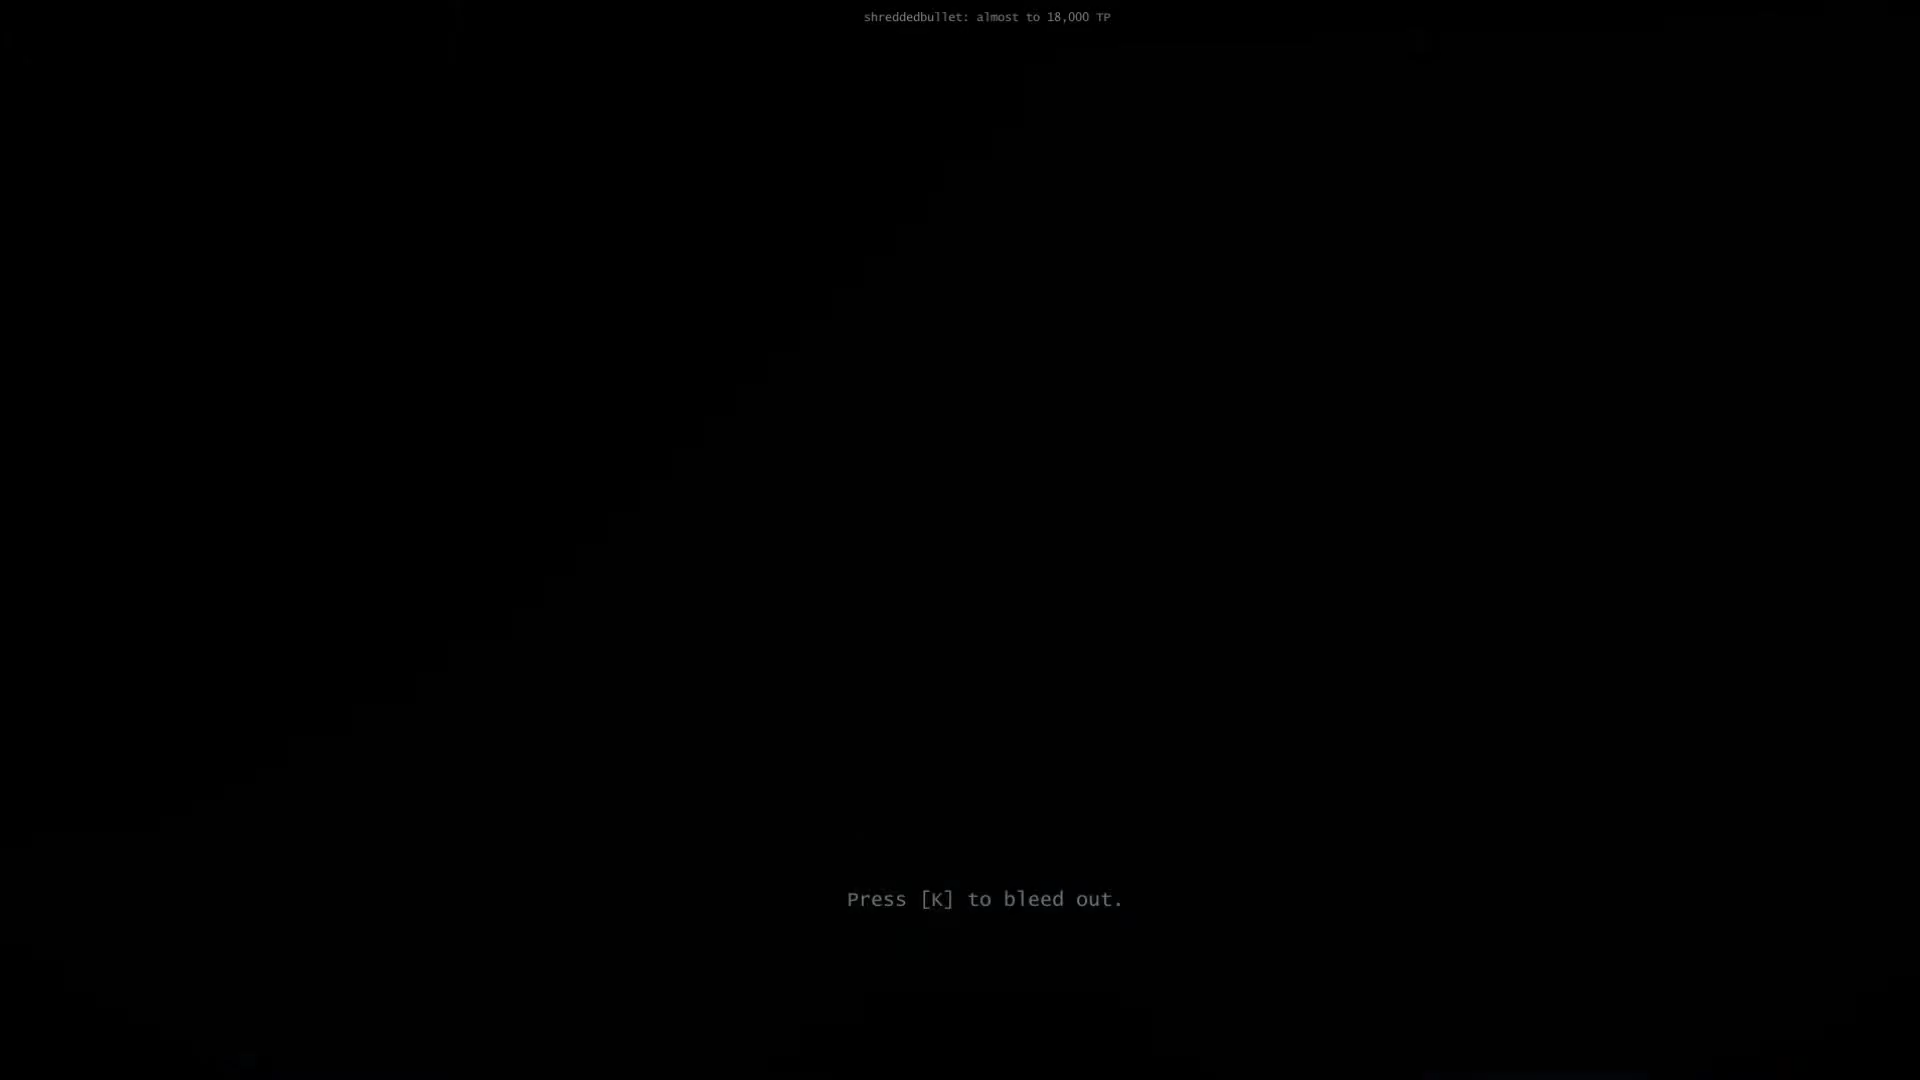 shreddedbullet: almost to 18,000 TP
Press [K] to bleed out.